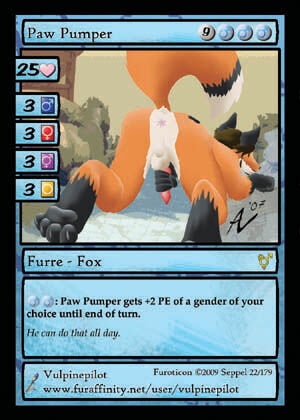 Paw Pumper 9
25
3
3
3
3
AV '07
Furre - Fox
: Paw Pumper gets +2 PE of a gender of your
choice until end of turn.
He can do that all day.
Vulpinepilot Furoticon ©2009 Seppel 22/179
www.furaffinity.net/user/vulpinepilot